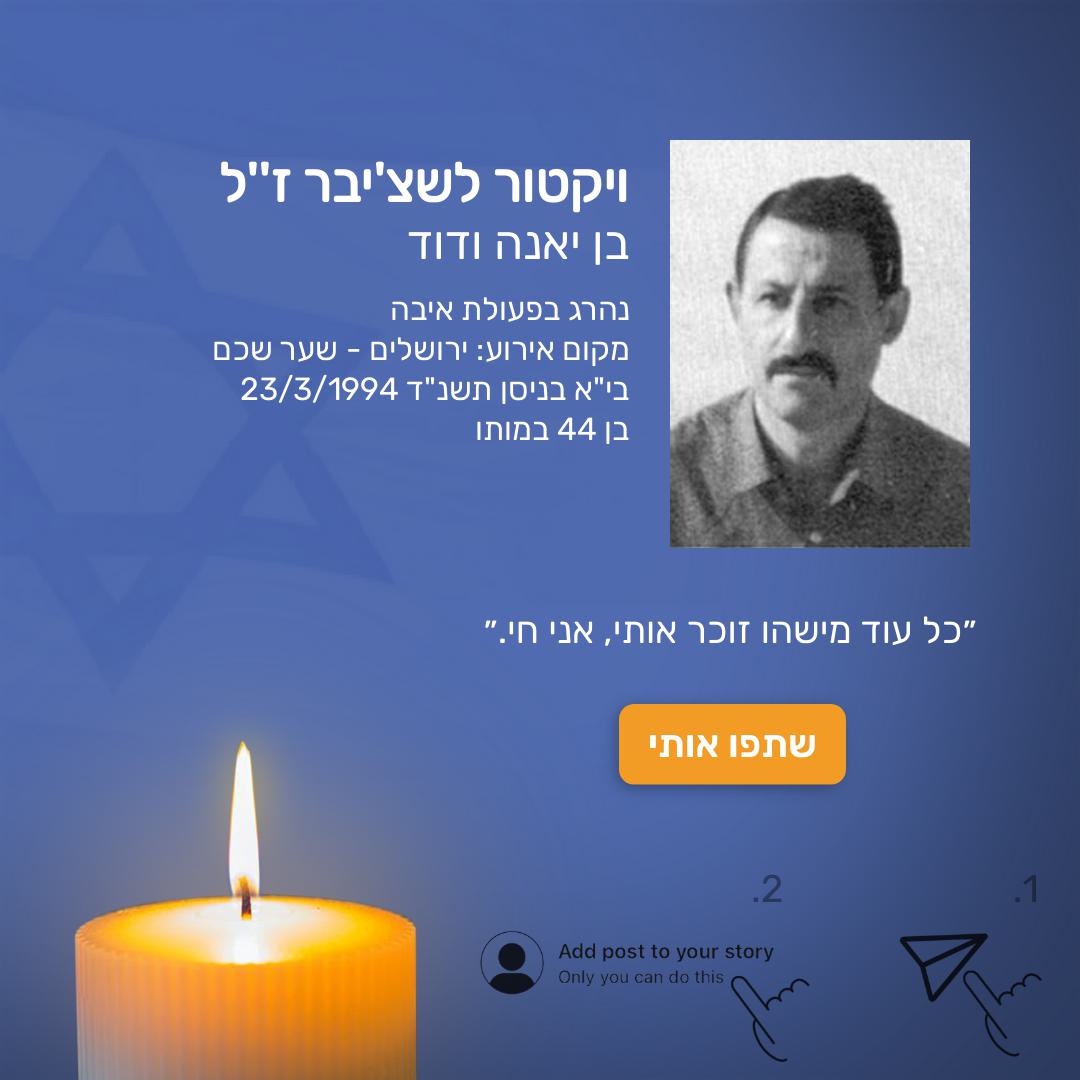 ויקטור לשצ'יבר ז"ל
בן יאנה ודוד
נהרג בפעולת איבה
מקום אירוע: ירושלים - שער שכם
בי"א בניסן תשנ"ד 23/3/1994
בן 44 במותו
״כל עוד מישהו זוכר אותי, אני חי.״
שתפו אותי
1.
2.
Add post to your story
Only you can do this